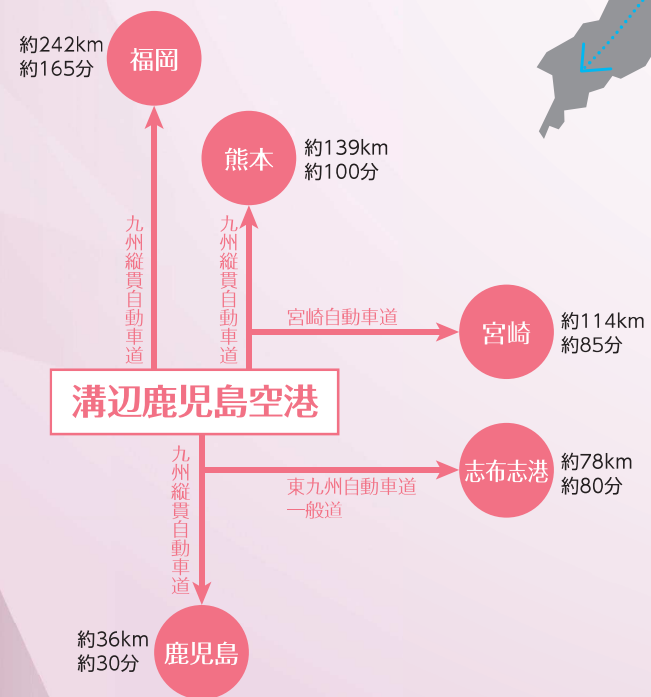 約242km
約165分
福岡
熊本
約139km
約100分
九州縦貫自動車道
九州縦貫自動車道
宮崎自動車道
宮崎
約114km
約85分
溝辺鹿児島空港
九州縦貫自動車道
東九州自動車道
一般道
志布志港
約78km
約80分
約36km
約30分
鹿児島